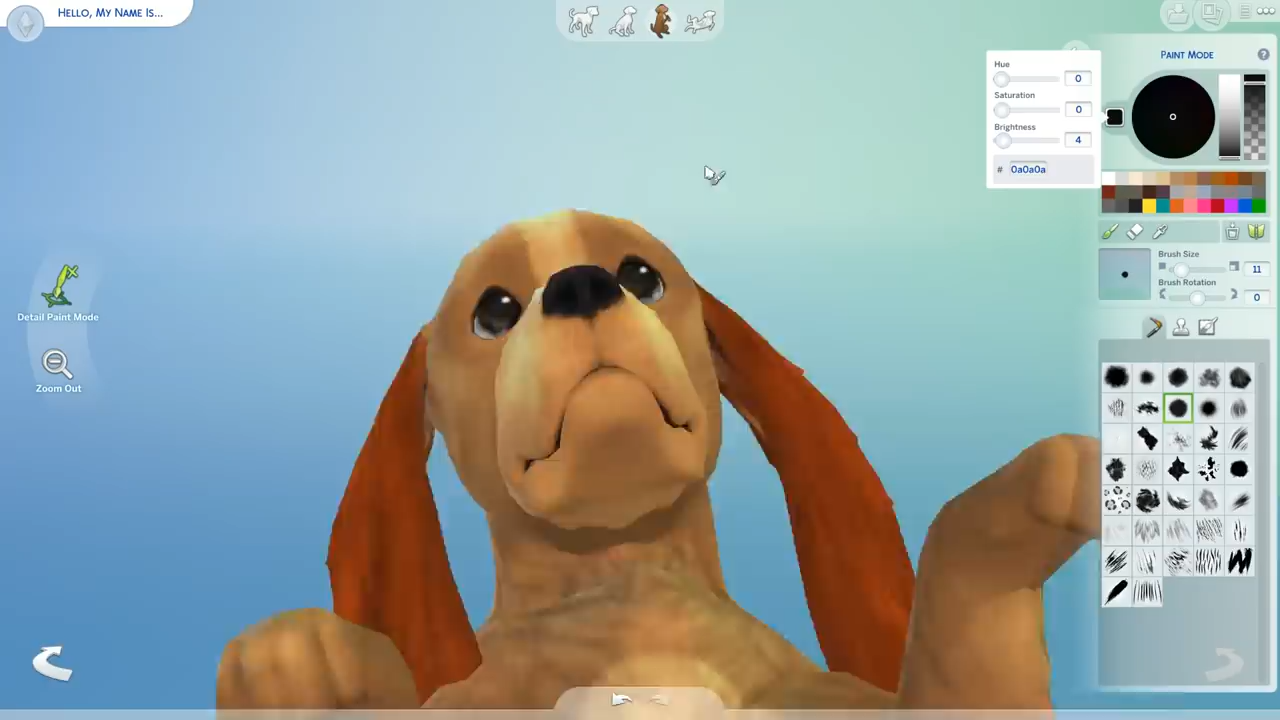 HELLO, MY NAME IS...
PAINT MODE
?
Hue
0
Saturation
0
Brightness
4
# 0a0a0a
Brush Size
11
Brush Rotation
0
Detail Paint Mode
Zoom Out